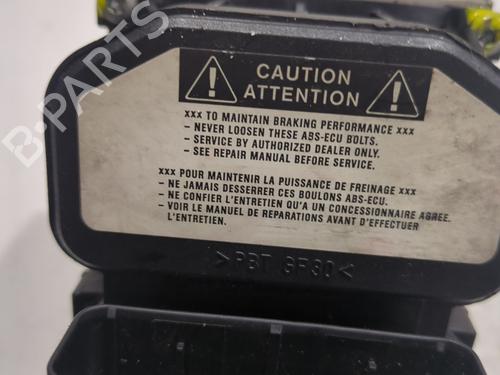 B-PARTS
CAUTION
ATTENTION
xxx TO MAINTAIN BRAKING PERFORMANCE xxx
- NEVER LOOSEN THESE ABS-ECU BOLTS.
- SERVICE BY AUTHORIZED DEALER ONLY.
- SEE REPAIR MANUAL BEFORE SERVICE.
xxx POUR MAINTENIR LA PUISSANCE DE FREINAGE xxx
- NE JAMAIS DESSERRER CES BOULONS ABS-ECU.
- NE CONFIER L'ENTRETIEN QU'A UN CONCESSIONNAIRE AGREE.
- VOIR LE MANUEL DE REPARATIONS AVANT D'EFFECTUER
L'ENTRETIEN.
>PBT GF30<